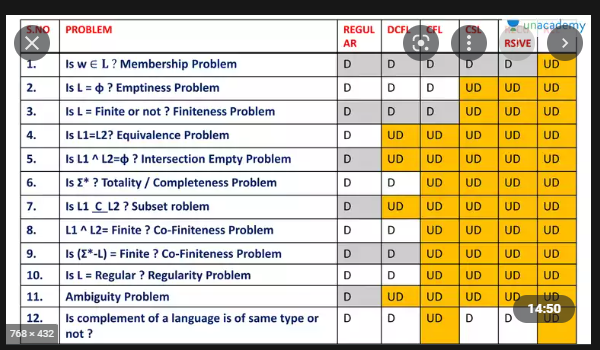 unacademy
S.NO PROBLEM REGUL DCFL CFL CSL
AR RSIVE
1. Is w ∈ L ? Membership Problem D D D D D UD
2. Is L = ϕ ? Emptiness Problem D D D UD UD UD
3. Is L = Finite or not ? Finiteness Problem D D D UD UD UD
4. Is L1=L2? Equivalence Problem D UD UD UD UD UD
5. Is L1 ^ L2=ϕ ? Intersection Empty Problem D UD UD UD UD UD
6. Is Σ* ? Totality / Completeness Problem D D UD UD UD UD
7. Is L1 C L2 ? Subset roblem D UD UD UD UD UD
8. L1 ^ L2= Finite ? Co-Finiteness Problem D D UD UD UD UD
9. Is (Σ*-L) = Finite ? Co-Finiteness Problem D D UD UD UD UD
10. Is L = Regular ? Regularity Problem D D UD UD UD UD
11. Ambiguity Problem D UD UD UD UD UD
14:50
12. Is complement of a language is of same type or D D UD D D UD
not ?
768 × 432